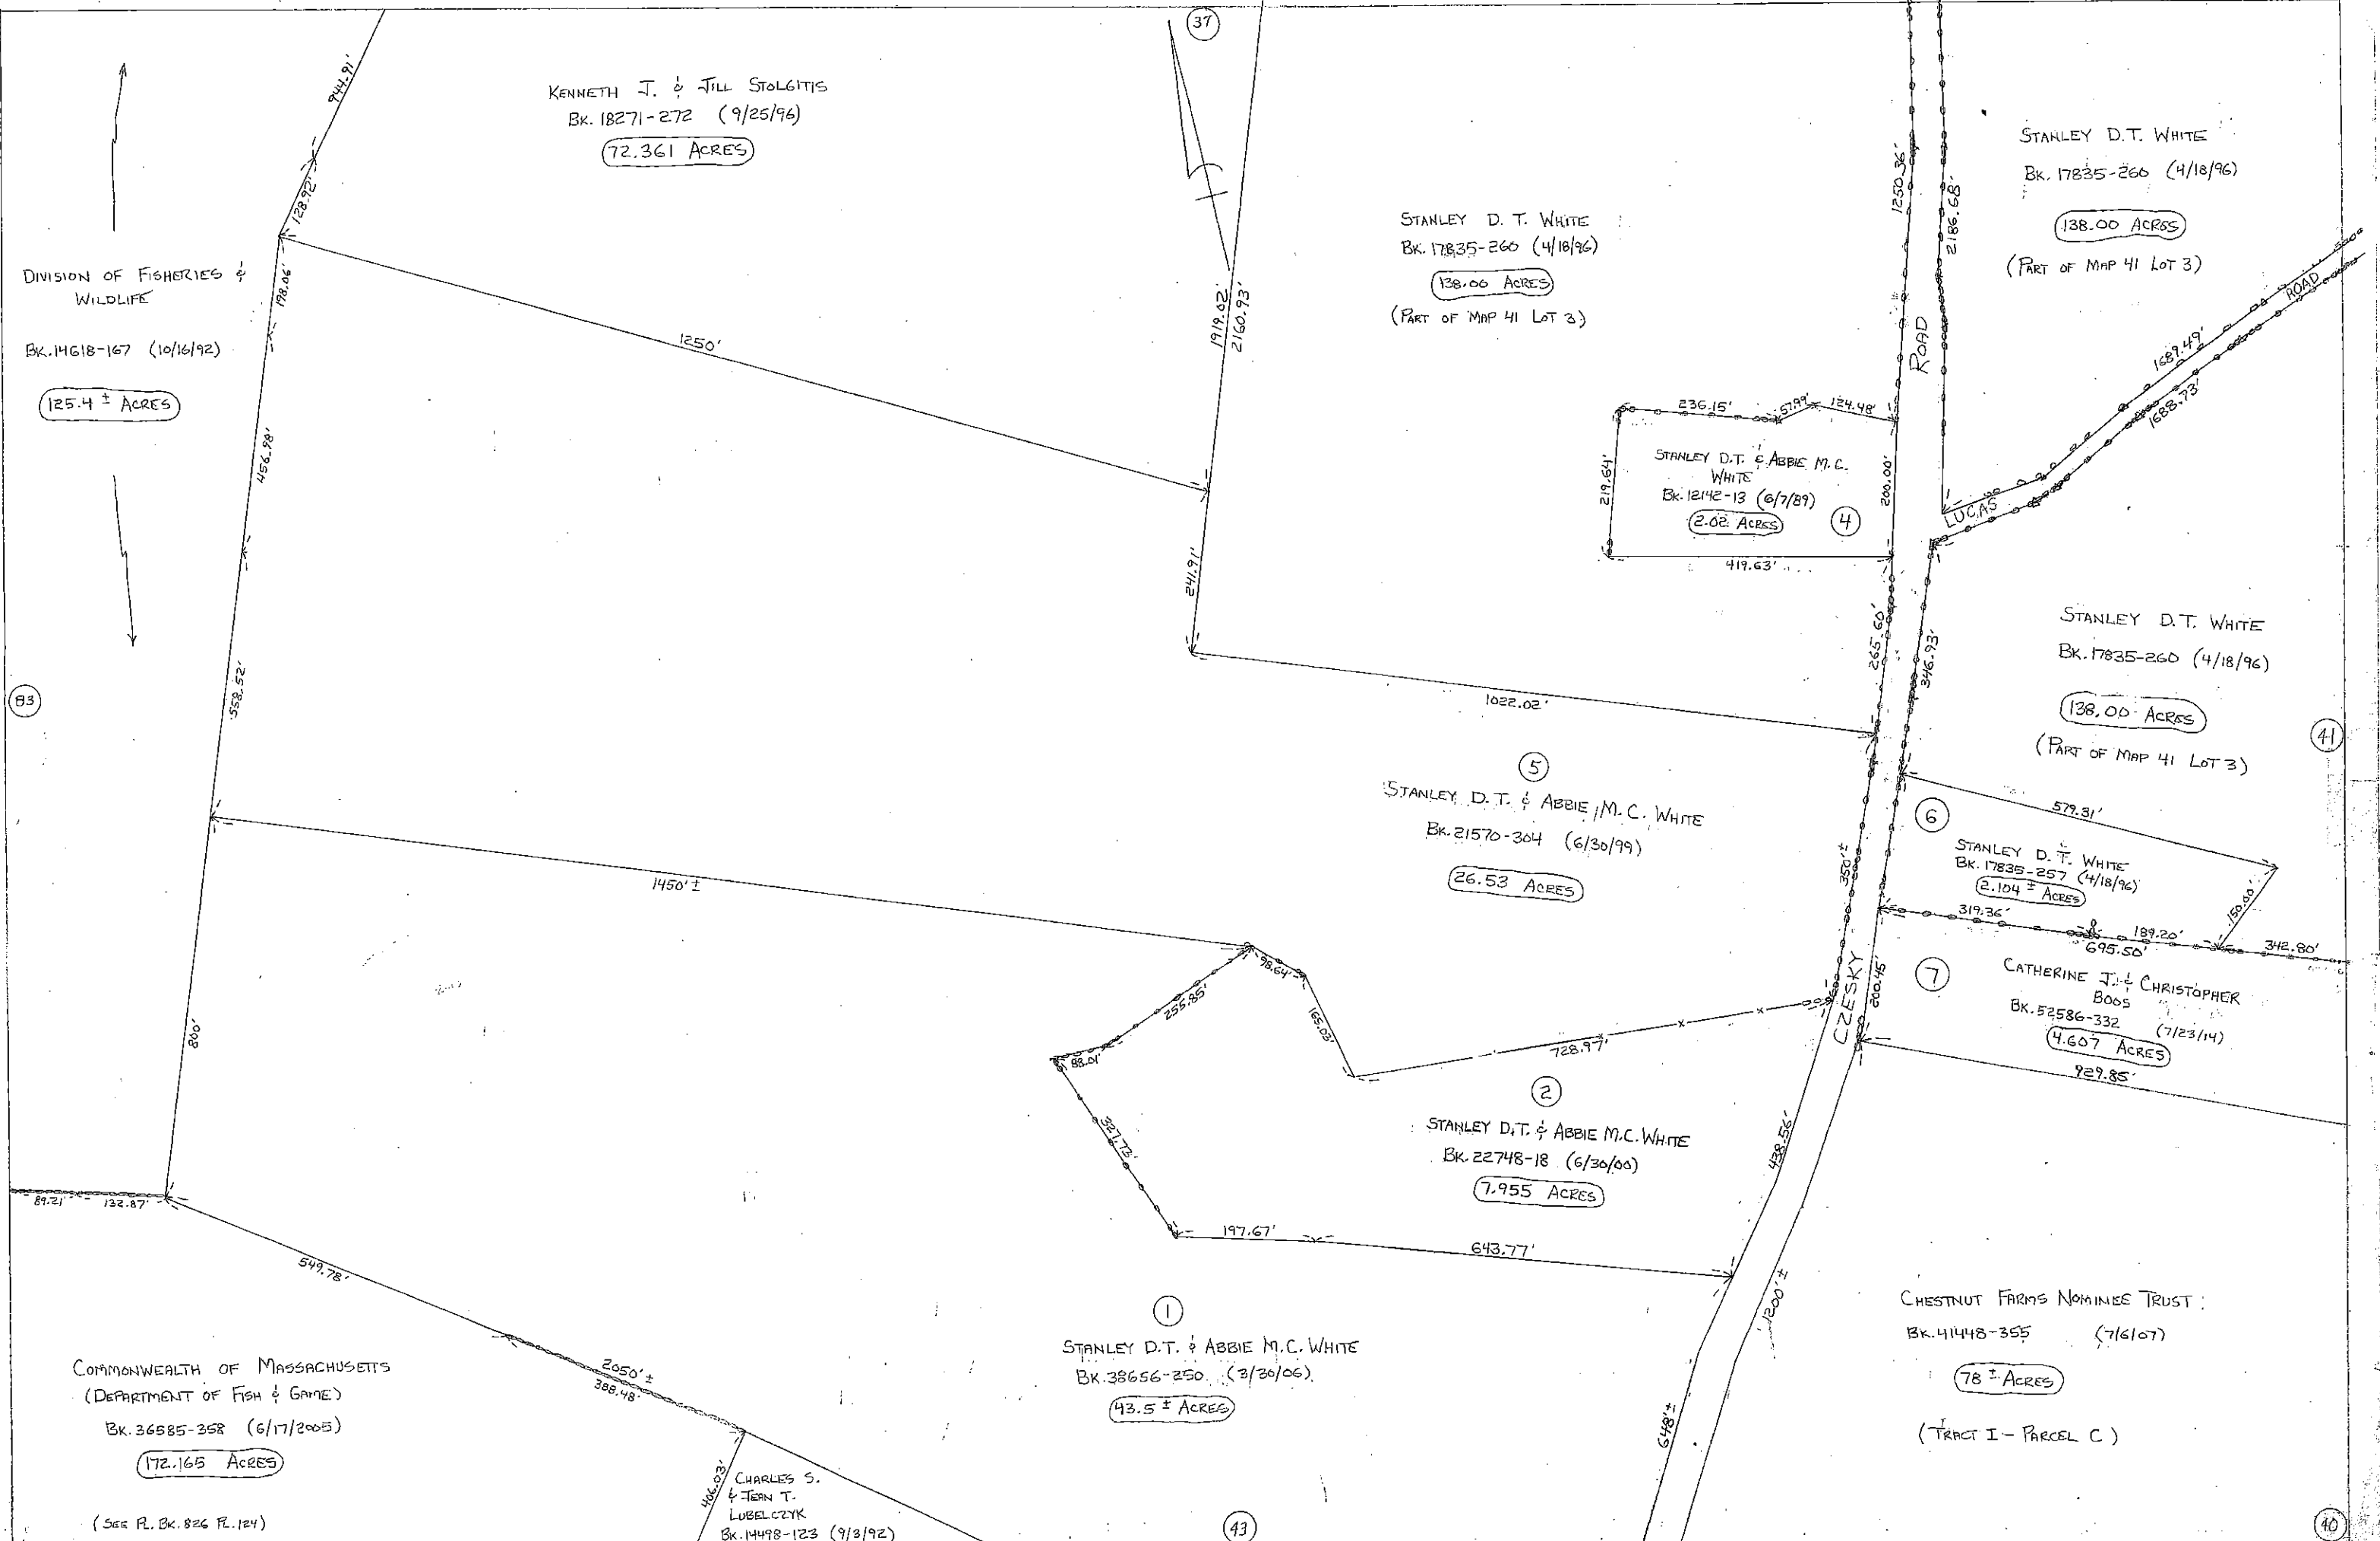 37
944.91'
KENNETH J. & JILL STOLGITIS
BK. 18271-272 (9/25/96)
72.361 ACRES
128.92'
DIVISION OF FISHERIES &
WILDLIFE
BK.14618-167 (10/16/92)
125.4 ± ACRES
198.06'
456.98'
558.52'
800'
83
1250'
1919.02'
2160.93'
241.91'
STANLEY D. T. WHITE
BK. 17835-260 (4/18/96)
138.00 ACRES
(PART OF MAP 41 LOT 3)
1250.36'
ROAD
2186.68'
STANLEY D.T. WHITE
BK. 17835-260 (4/18/96)
138.00 ACRES
(PART OF MAP 41 LOT 3)
ROAD
1689.49'
1688.73'
LUCAS
236.15'
57.99'
124.48'
219.64'
STANLEY D.T. & ABBIE M.C.
WHITE
BK. 12142-13 (6/7/89)
2.02 ACRES
4
200.00'
419.63'
265.60'
346.93'
STANLEY D.T. WHITE
BK. 17835-260 (4/18/96)
138.00 ACRES
(PART OF MAP 41 LOT 3)
41
1022.02'
5
STANLEY D.T. & ABBIE M.C. WHITE
BK. 21570-304 (6/30/99)
26.53 ACRES
350'±
579.31'
6
STANLEY D. T. WHITE
BK. 17835-257 (4/18/96)
2.104 ± ACRES
150.00'
319.36'
189.20'
695.50'
342.80'
7
CATHERINE J. & CHRISTOPHER
BOOS
BK. 52586-332 (7/23/14)
4.607 ACRES
200.45'
929.85'
CZESKY
1450'±
98.64'
255.85'
165.03'
88.01'
327.73'
728.97'
2
STANLEY D.T. & ABBIE M.C. WHITE
BK. 22748-18 (6/30/00)
7.955 ACRES
438.56'
197.67'
643.77'
89.21'
132.87'
549.78'
2050'±
388.48'
406.03'
1
STANLEY D.T. & ABBIE M.C. WHITE
BK. 38656-250 (3/30/06)
43.5 ± ACRES
648'±
1200'±
CHESTNUT FARMS NOMINEE TRUST
BK. 41448-355 (7/6/07)
78 ± ACRES
(TRACT I - PARCEL C)
COMMONWEALTH OF MASSACHUSETTS
(DEPARTMENT OF FISH & GAME)
BK. 36585-358 (6/17/2005)
172.165 ACRES
(SEE PL. BK. 826 PL. 124)
CHARLES S.
& JEAN T.
LUBELCZYK
BK. 14498-123 (9/3/92)
43
40